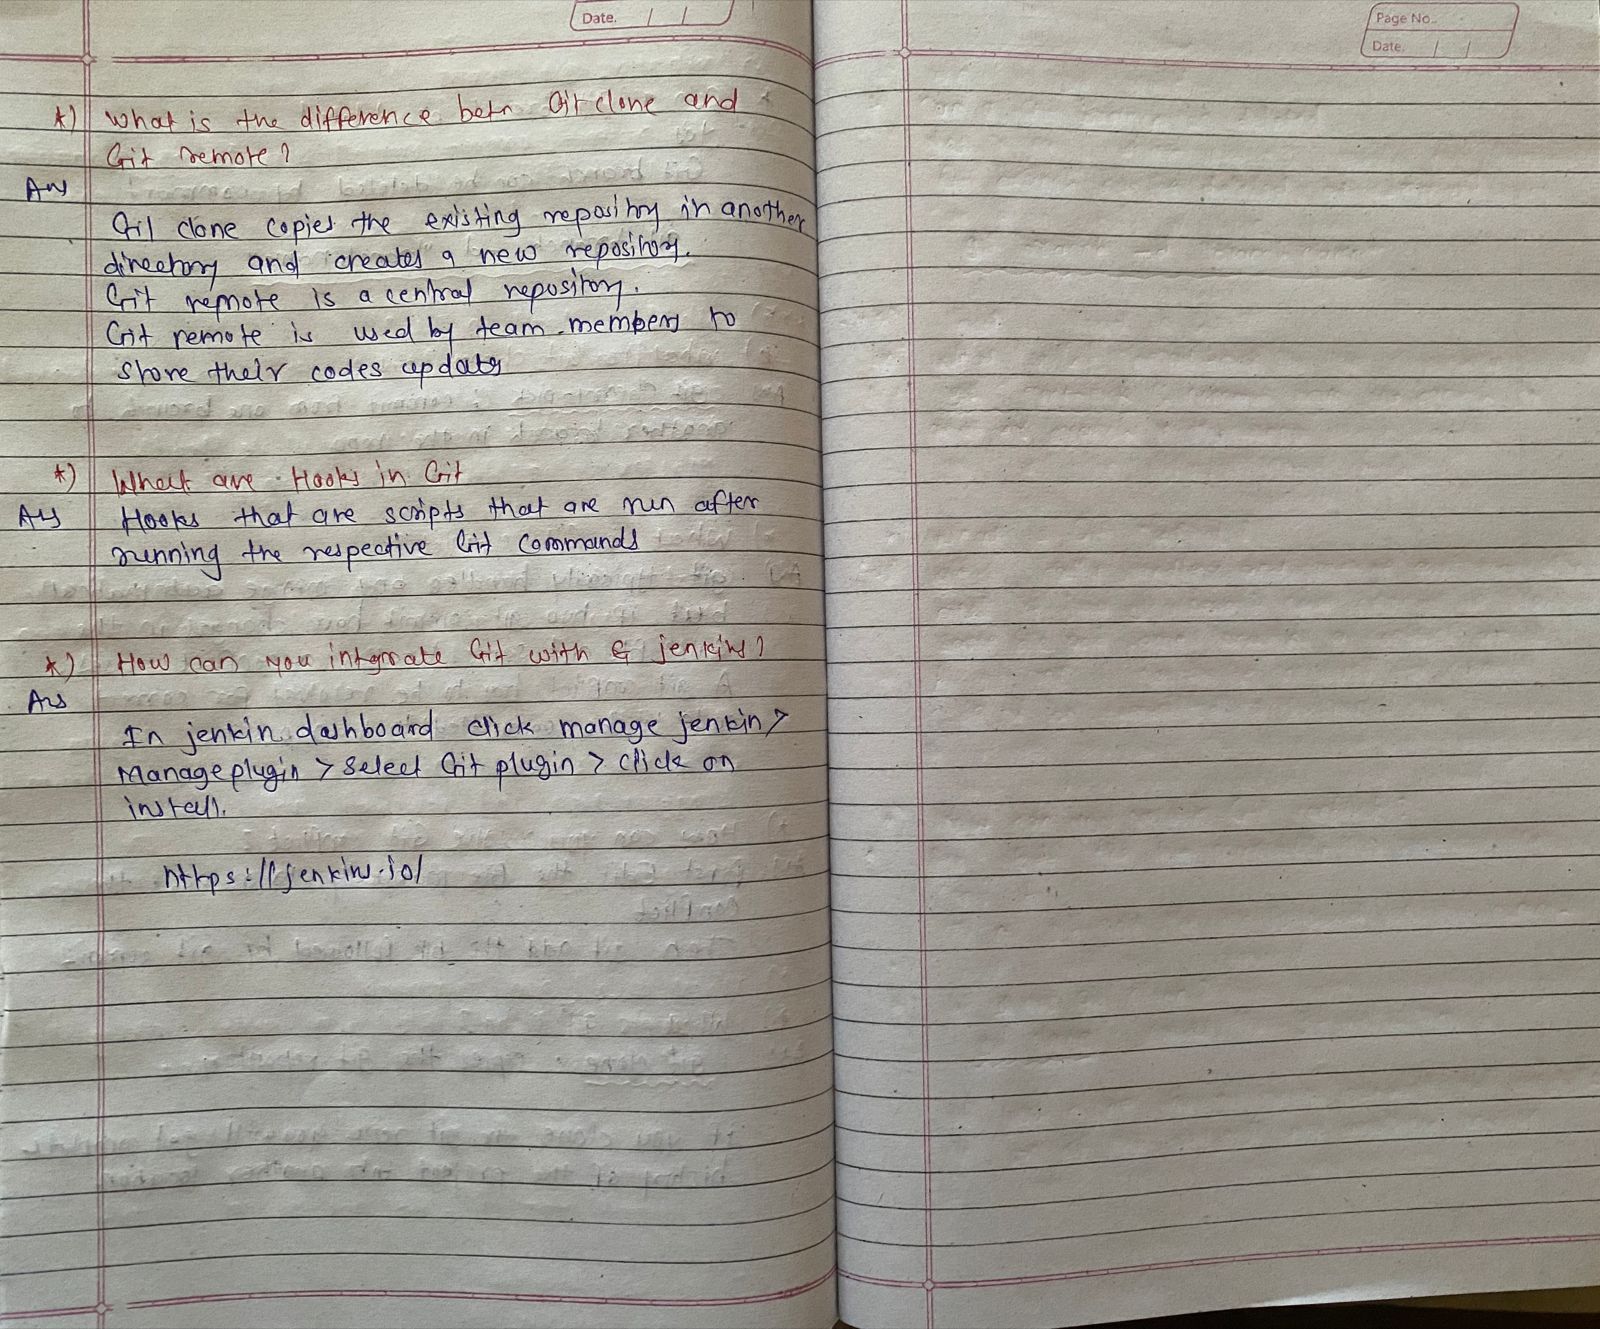 Date.
Page No.
Date.
*) What is the difference betn Git clone and
Git remote?
Ans
Git clone copies the existing repository in another
directory and creates a new repository.
Git remote is a central repository.
Git remote is used by team members to
store their codes updates
*) What are Hooks in Git
Ans Hooks that are scripts that are run after
running the respective Git commands
*) How can you integrate Git with & jenkins?
Ans
In jenkin dashboard click manage jenkin >
Manage plugin > select Git plugin > click on
install.
https://jenkins.io/